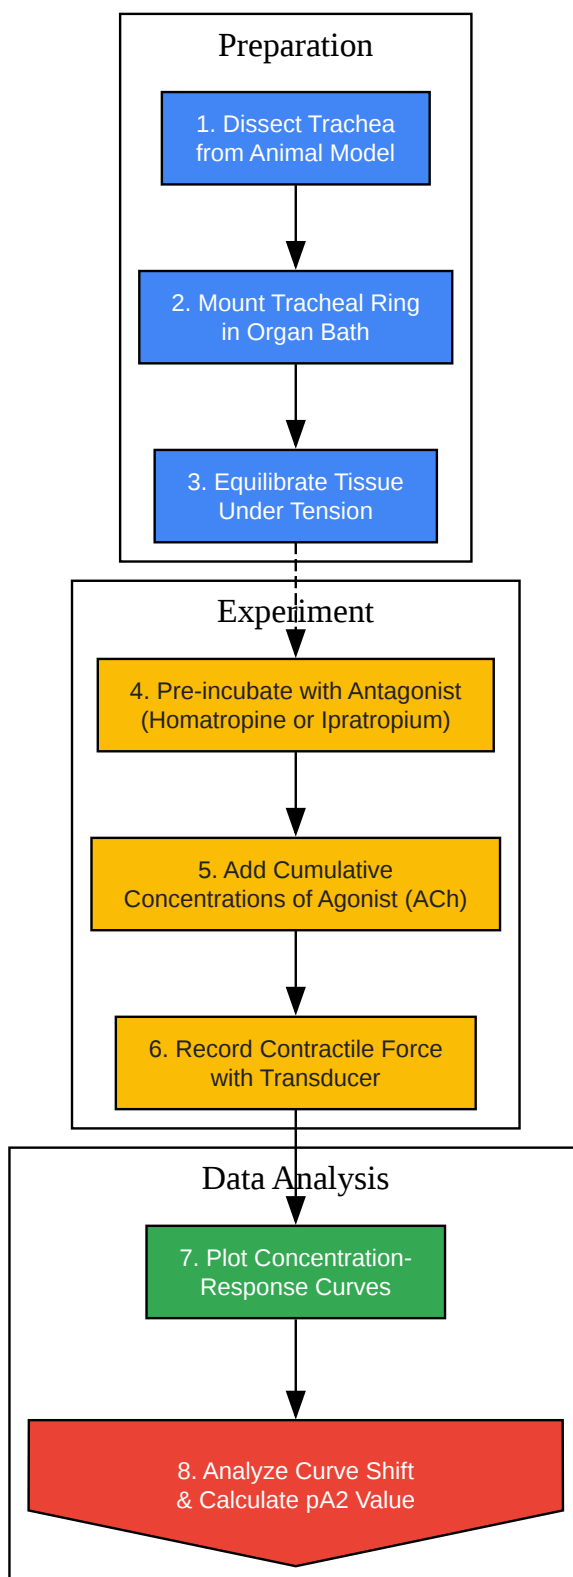 Preparation
1. Dissect Trachea
from Animal Model
2. Mount Tracheal Ring
in Organ Bath
3. Equilibrate Tissue
Under Tension
Experiment
4. Pre-incubate with Antagonist
(Homatropine or Ipratropium)
5. Add Cumulative
Concentrations of Agonist (ACh)
6. Record Contractile Force
with Transducer
Data Analysis
7. Plot Concentration-
Response Curves
8. Analyze Curve Shift
& Calculate pA2 Value